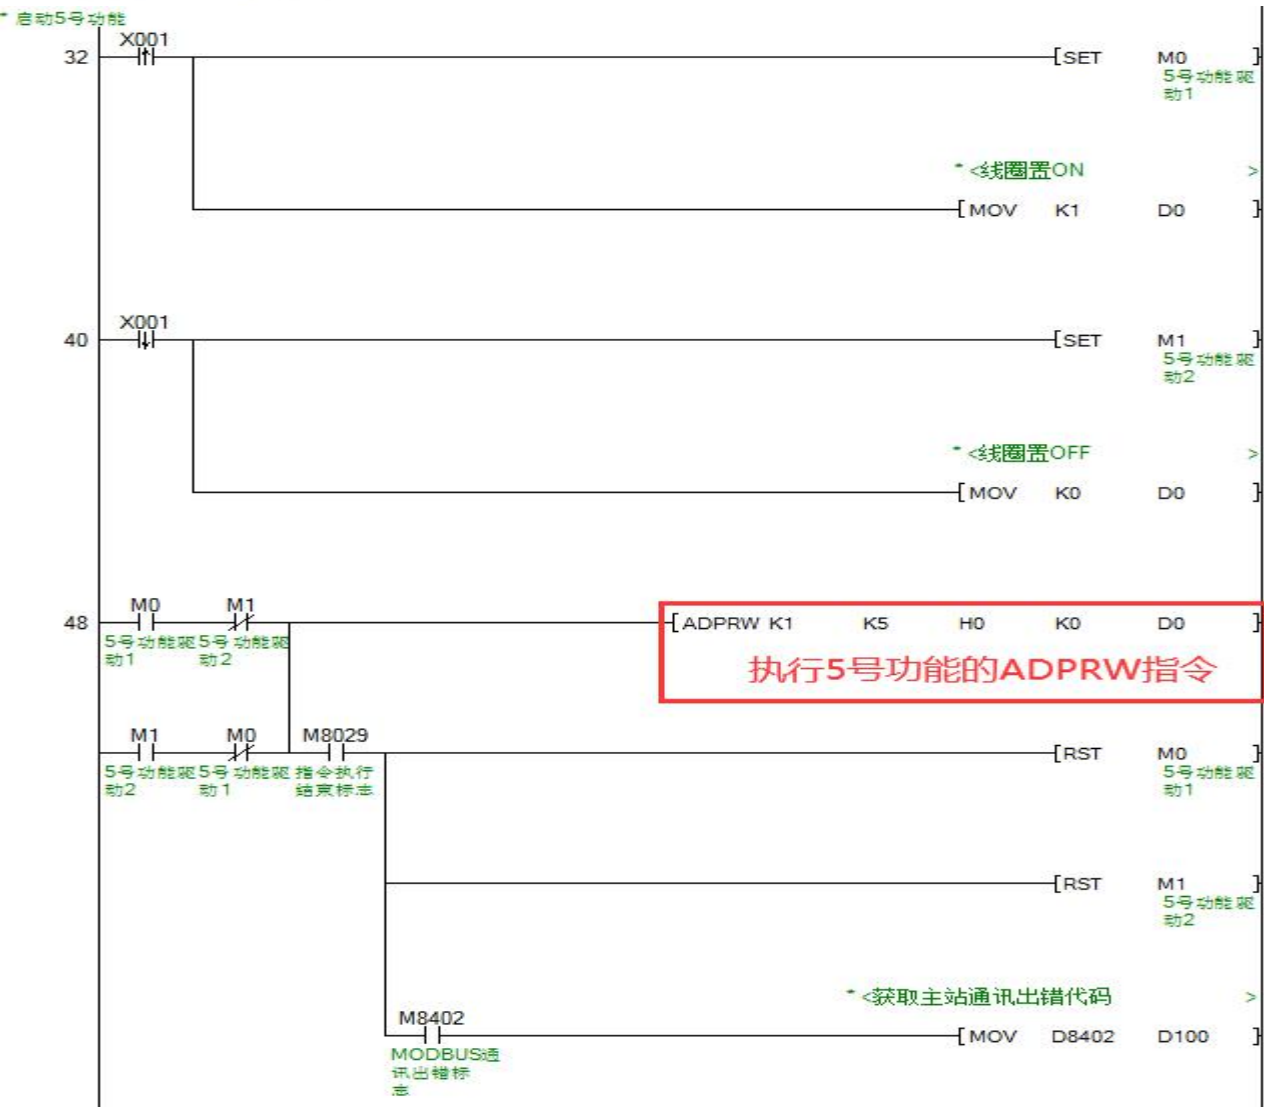 * 启动5号功能
X001
32
[SET M0 ]
5号功能驱
动1
* <线圈置ON >
[MOV K1 D0 ]
X001
40
[SET M1 ]
5号功能驱
动2
* <线圈置OFF >
[MOV K0 D0 ]
M0 M1
48
[ADPRW K1 K5 H0 K0 D0 ]
5号功能驱 5号功能驱
动1 动2
执行5号功能的ADPRW指令
M1 M0 M8029
[RST M0 ]
5号功能驱 5号功能驱 指令执行 5号功能驱
动2 动1 结束标志 动1
[RST M1 ]
5号功能驱
动2
* <获取主站通讯出错代码 >
M8402
[MOV D8402 D100 ]
MODBUS通
讯出错标
志